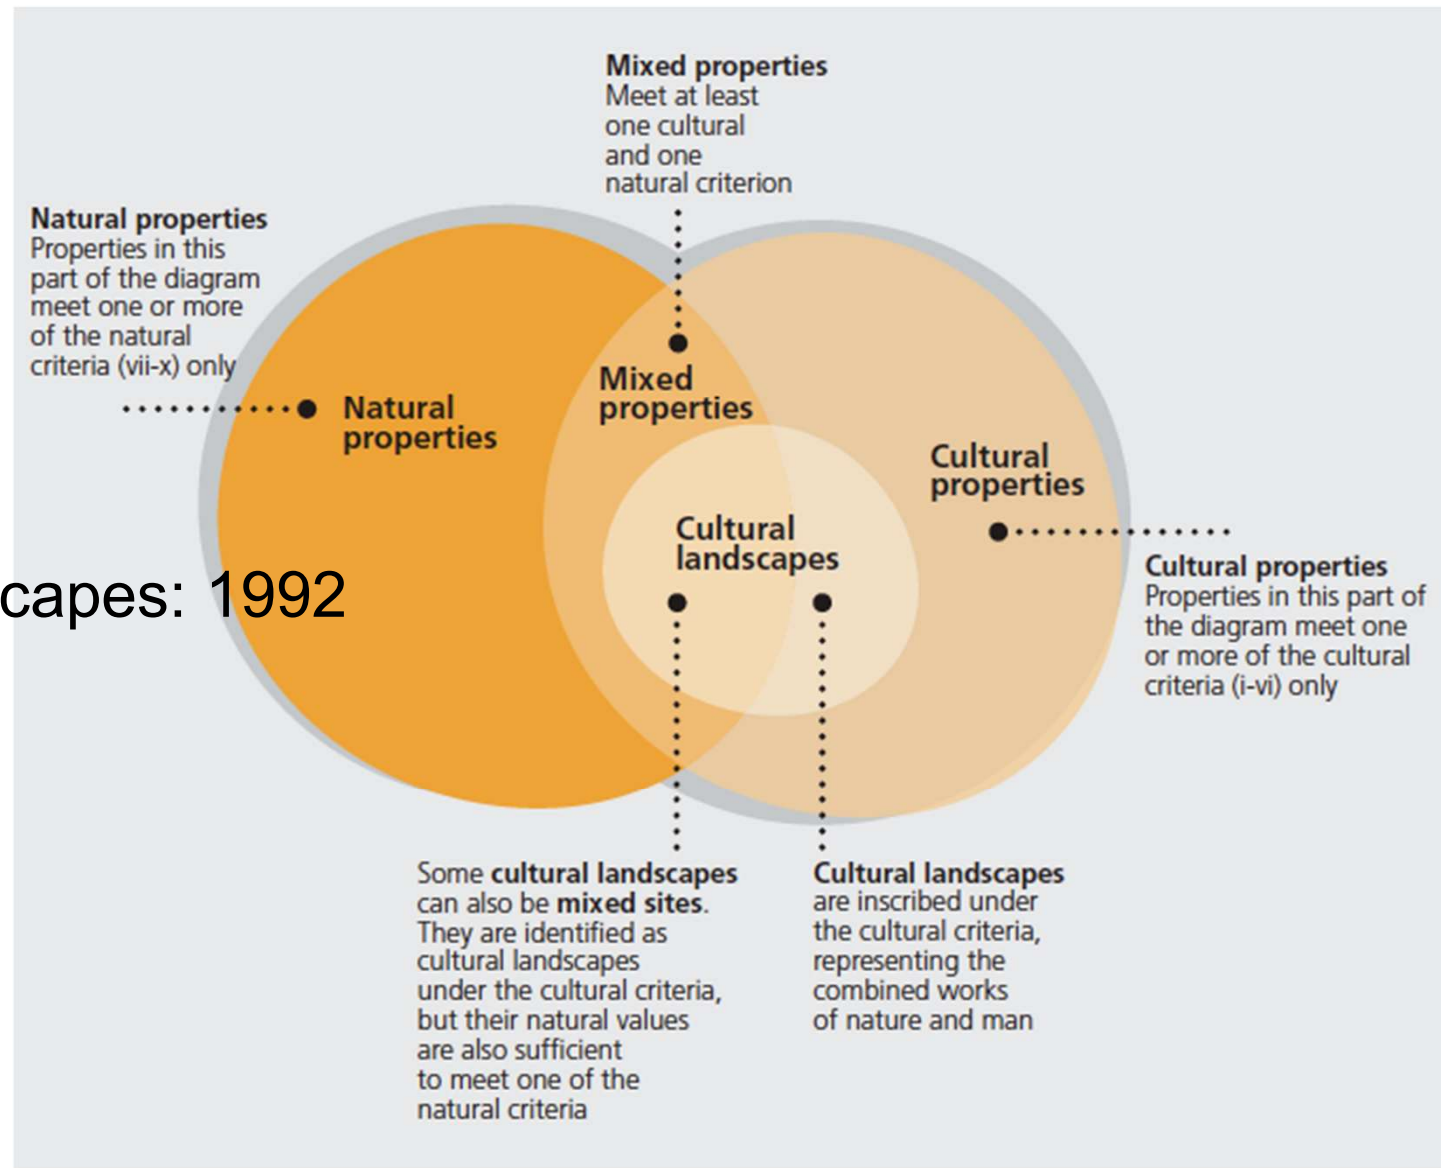 Mixed properties
Meet at least
one cultural
and one
natural criterion
Natural properties
Properties in this
part of the diagram
meet one or more
of the natural
criteria (vii-x) only
Mixed
properties
Natural
properties
Cultural
properties
Cultural
landscapes
capes: 1992
Cultural properties
Properties in this part of
the diagram meet one
or more of the cultural
criteria (i-vi) only
Some cultural landscapes
can also be mixed sites.
They are identified as
cultural landscapes
under the cultural criteria,
but their natural values
are also sufficient
to meet one of the
natural criteria
Cultural landscapes
are inscribed under
the cultural criteria,
representing the
combined works
of nature and man